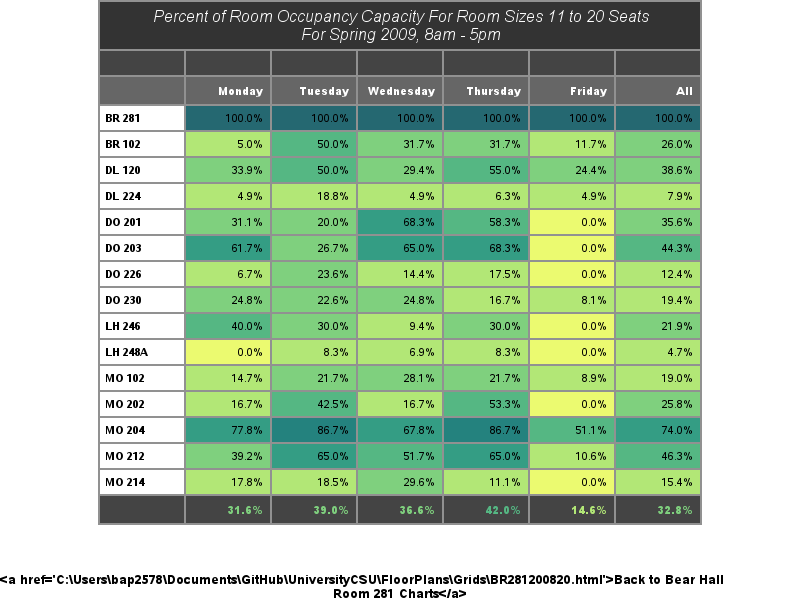 Percent of Room Occupancy Capacity For Room Sizes 11 to 20 Seats
For Spring 2009, 8am - 5pm
Monday Tuesday Wednesday Thursday Friday All
BR 281 100.0% 100.0% 100.0% 100.0% 100.0% 100.0%
BR 102 5.0% 50.0% 31.7% 31.7% 11.7% 26.0%
DL 120 33.9% 50.0% 29.4% 55.0% 24.4% 38.6%
DL 224 4.9% 18.8% 4.9% 6.3% 4.9% 7.9%
DO 201 31.1% 20.0% 68.3% 58.3% 0.0% 35.6%
DO 203 61.7% 26.7% 65.0% 68.3% 0.0% 44.3%
DO 226 6.7% 23.6% 14.4% 17.5% 0.0% 12.4%
DO 230 24.8% 22.6% 24.8% 16.7% 8.1% 19.4%
LH 246 40.0% 30.0% 9.4% 30.0% 0.0% 21.9%
LH 248A 0.0% 8.3% 6.9% 8.3% 0.0% 4.7%
MO 102 14.7% 21.7% 28.1% 21.7% 8.9% 19.0%
MO 202 16.7% 42.5% 16.7% 53.3% 0.0% 25.8%
MO 204 77.8% 86.7% 67.8% 86.7% 51.1% 74.0%
MO 212 39.2% 65.0% 51.7% 65.0% 10.6% 46.3%
MO 214 17.8% 18.5% 29.6% 11.1% 0.0% 15.4%
31.6% 39.0% 36.6% 42.0% 14.6% 32.8%
<a href='C:\Users\bap2578\Documents\GitHub\UniversityCSU\FloorPlans\Grids\BR281200820.html'>Back to Bear Hall
Room 281 Charts</a>